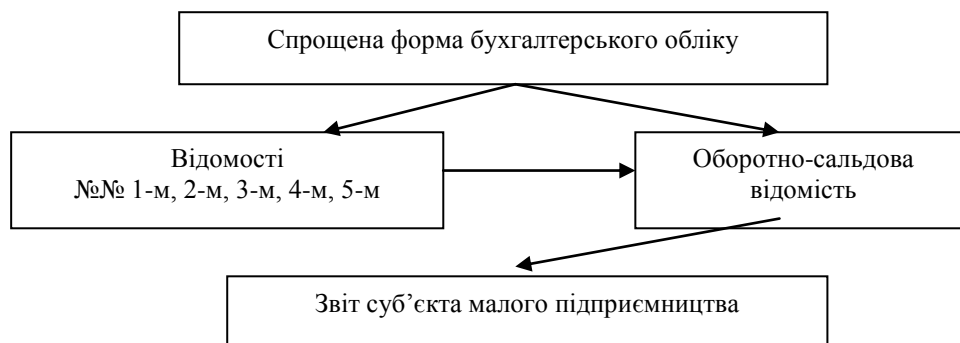 Спрощена форма бухгалтерського обліку
Відомості
№№ 1-м, 2-м, 3-м, 4-м, 5-м
Оборотно-сальдова
відомість
Звіт суб’єкта малого підприємництва